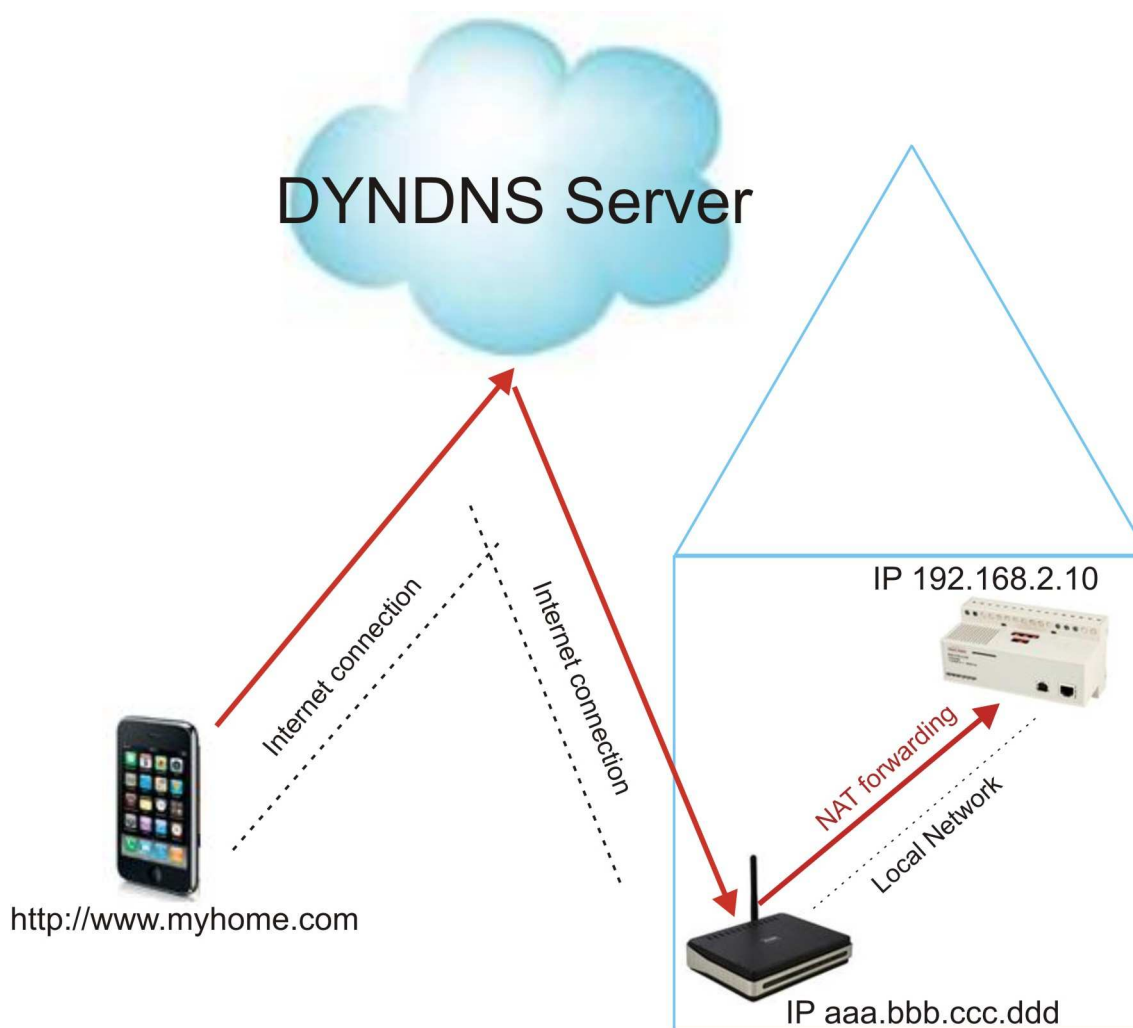 DYNDNS Server
IP 192.168.2.10
Internet connection
Internet connection
NAT forwarding
Local Network
http://www.myhome.com
IP aaa.bbb.ccc.ddd